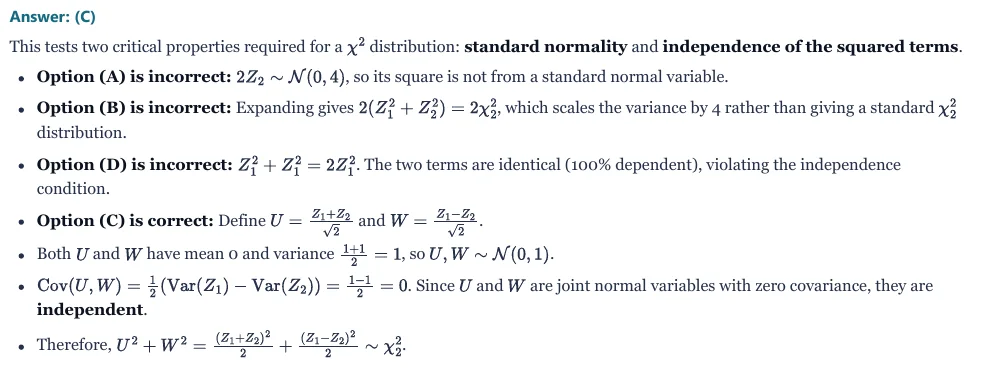 Answer: (C)
This tests two critical properties required for a χ² distribution: standard normality and independence of the squared terms.
• Option (A) is incorrect: 2Z₂ ∼ 𝒩(0, 4), so its square is not from a standard normal variable.
• Option (B) is incorrect: Expanding gives 2(Z₁² + Z₂²) = 2χ₂², which scales the variance by 4 rather than giving a standard χ₂²
distribution.
• Option (D) is incorrect: Z₁² + Z₁² = 2Z₁². The two terms are identical (100% dependent), violating the independence
condition.
• Option (C) is correct: Define U = (Z₁+Z₂)/√2 and W = (Z₁−Z₂)/√2.
• Both U and W have mean 0 and variance (1+1)/2 = 1, so U, W ∼ 𝒩(0, 1).
• Cov(U, W) = 1/2(Var(Z₁) − Var(Z₂)) = (1−1)/2 = 0. Since U and W are joint normal variables with zero covariance, they are
independent.
• Therefore, U² + W² = (Z₁+Z₂)²/2 + (Z₁−Z₂)²/2 ∼ χ₂².